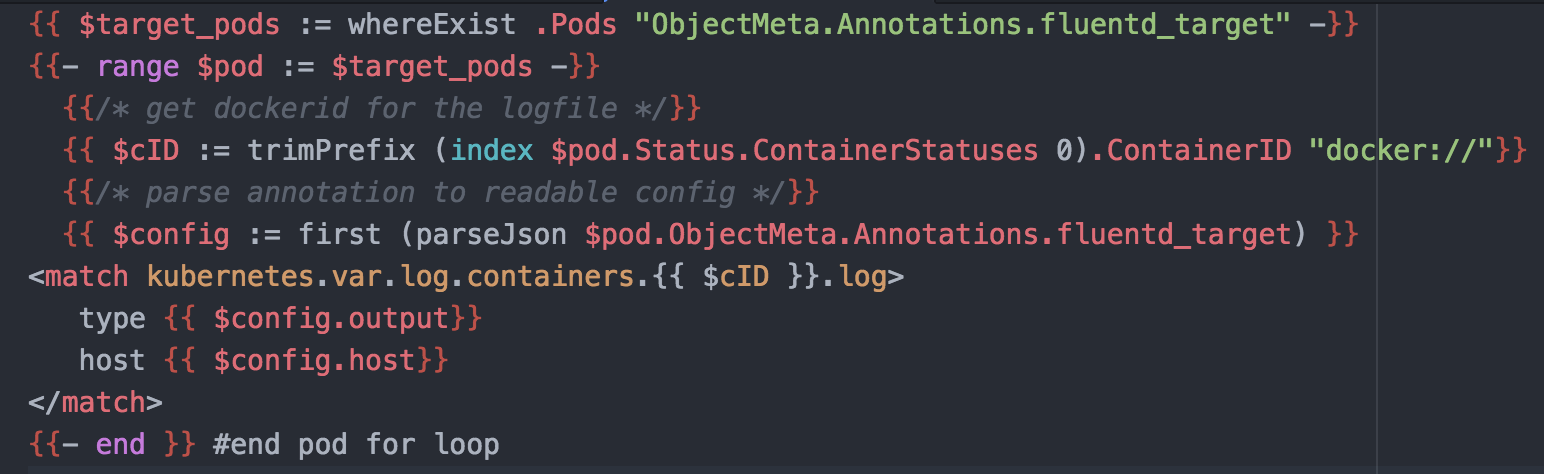 {{ $target_pods := whereExist .Pods "ObjectMeta.Annotations.fluentd_target" -}}
{{- range $pod := $target_pods -}}
  {{/* get dockerid for the logfile */}}
  {{ $cID := trimPrefix (index $pod.Status.ContainerStatuses 0).ContainerID "docker://"}}
  {{/* parse annotation to readable config */}}
  {{ $config := first (parseJson $pod.ObjectMeta.Annotations.fluentd_target) }}
<match kubernetes.var.log.containers.{{ $cID }}.log>
   type {{ $config.output}}
   host {{ $config.host}}
</match>
{{- end }} #end pod for loop